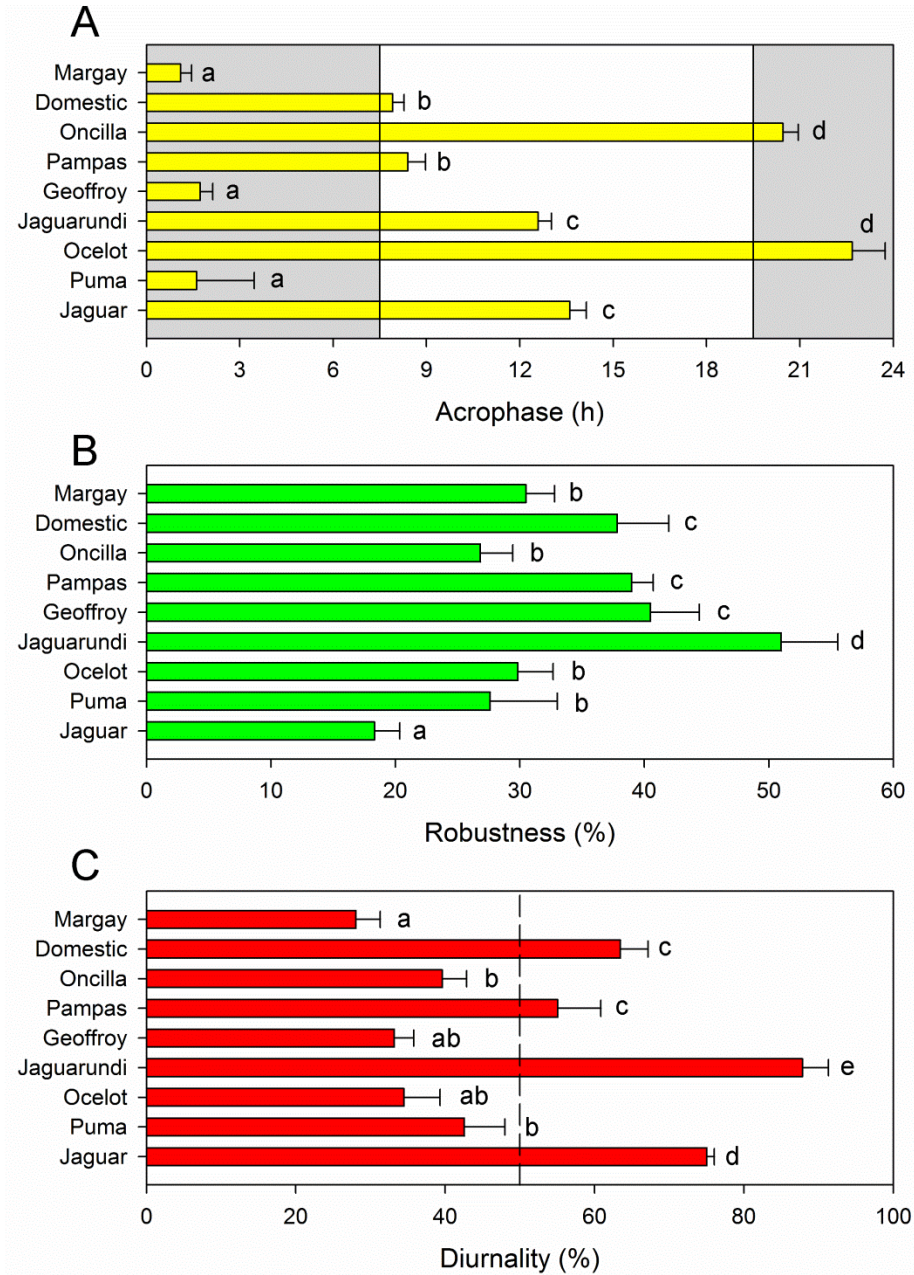 A
Margay a
Domestic b
Oncilla d
Pampas b
Geoffroy a
Jaguarundi c
Ocelot d
Puma a
Jaguar c
0 3 6 9 12 15 18 21 24
Acrophase (h)
B
Margay b
Domestic c
Oncilla b
Pampas c
Geoffroy c
Jaguarundi d
Ocelot b
Puma b
Jaguar a
0 10 20 30 40 50 60
Robustness (%)
C
Margay a
Domestic c
Oncilla b
Pampas c
Geoffroy ab
Jaguarundi e
Ocelot ab
Puma b
Jaguar d
0 20 40 60 80 100
Diurnality (%)